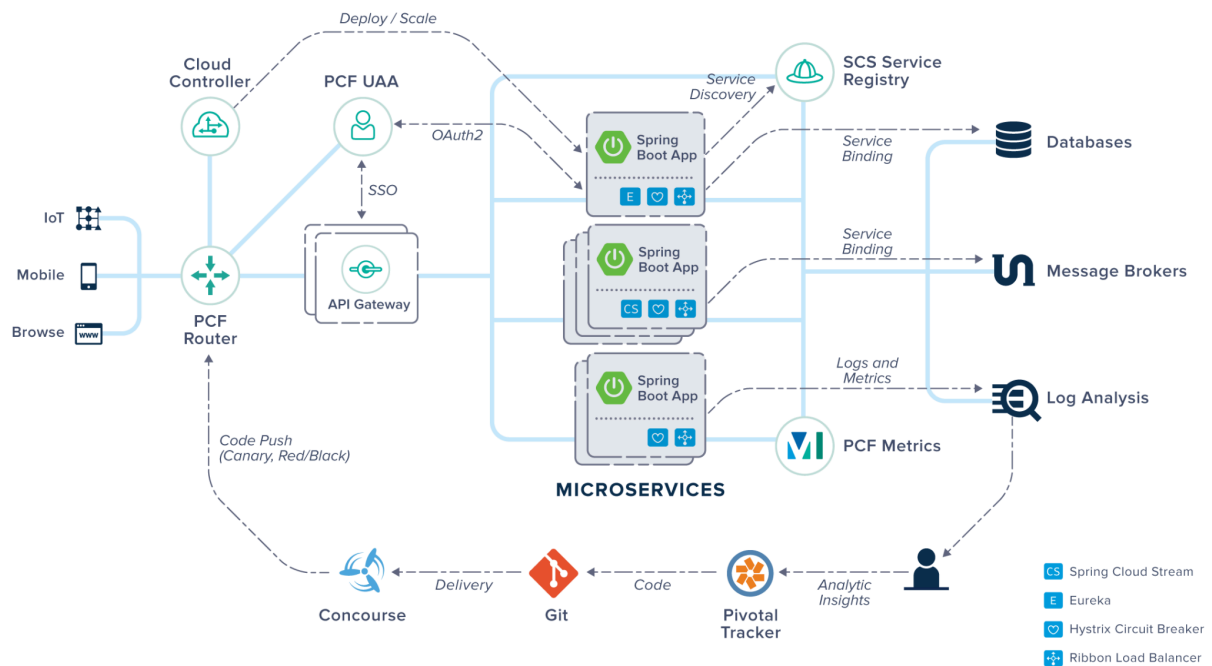 Deploy / Scale
Cloud
Controller
PCF UAA
SCS Service
Registry
Service
Discovery
OAuth2
Spring
Boot App
E
Service
Binding
Databases
SSO
IoT
Mobile
Browse
www
PCF
Router
API Gateway
Spring
Boot App
CS
Service
Binding
Message Brokers
Spring
Boot App
Logs and
Metrics
Log Analysis
M
PCF Metrics
MICROSERVICES
Code Push
(Canary, Red/Black)
Concourse
Delivery
Git
Code
Pivotal
Tracker
Analytic
Insights
CS Spring Cloud Stream
E Eureka
Hystrix Circuit Breaker
Ribbon Load Balancer